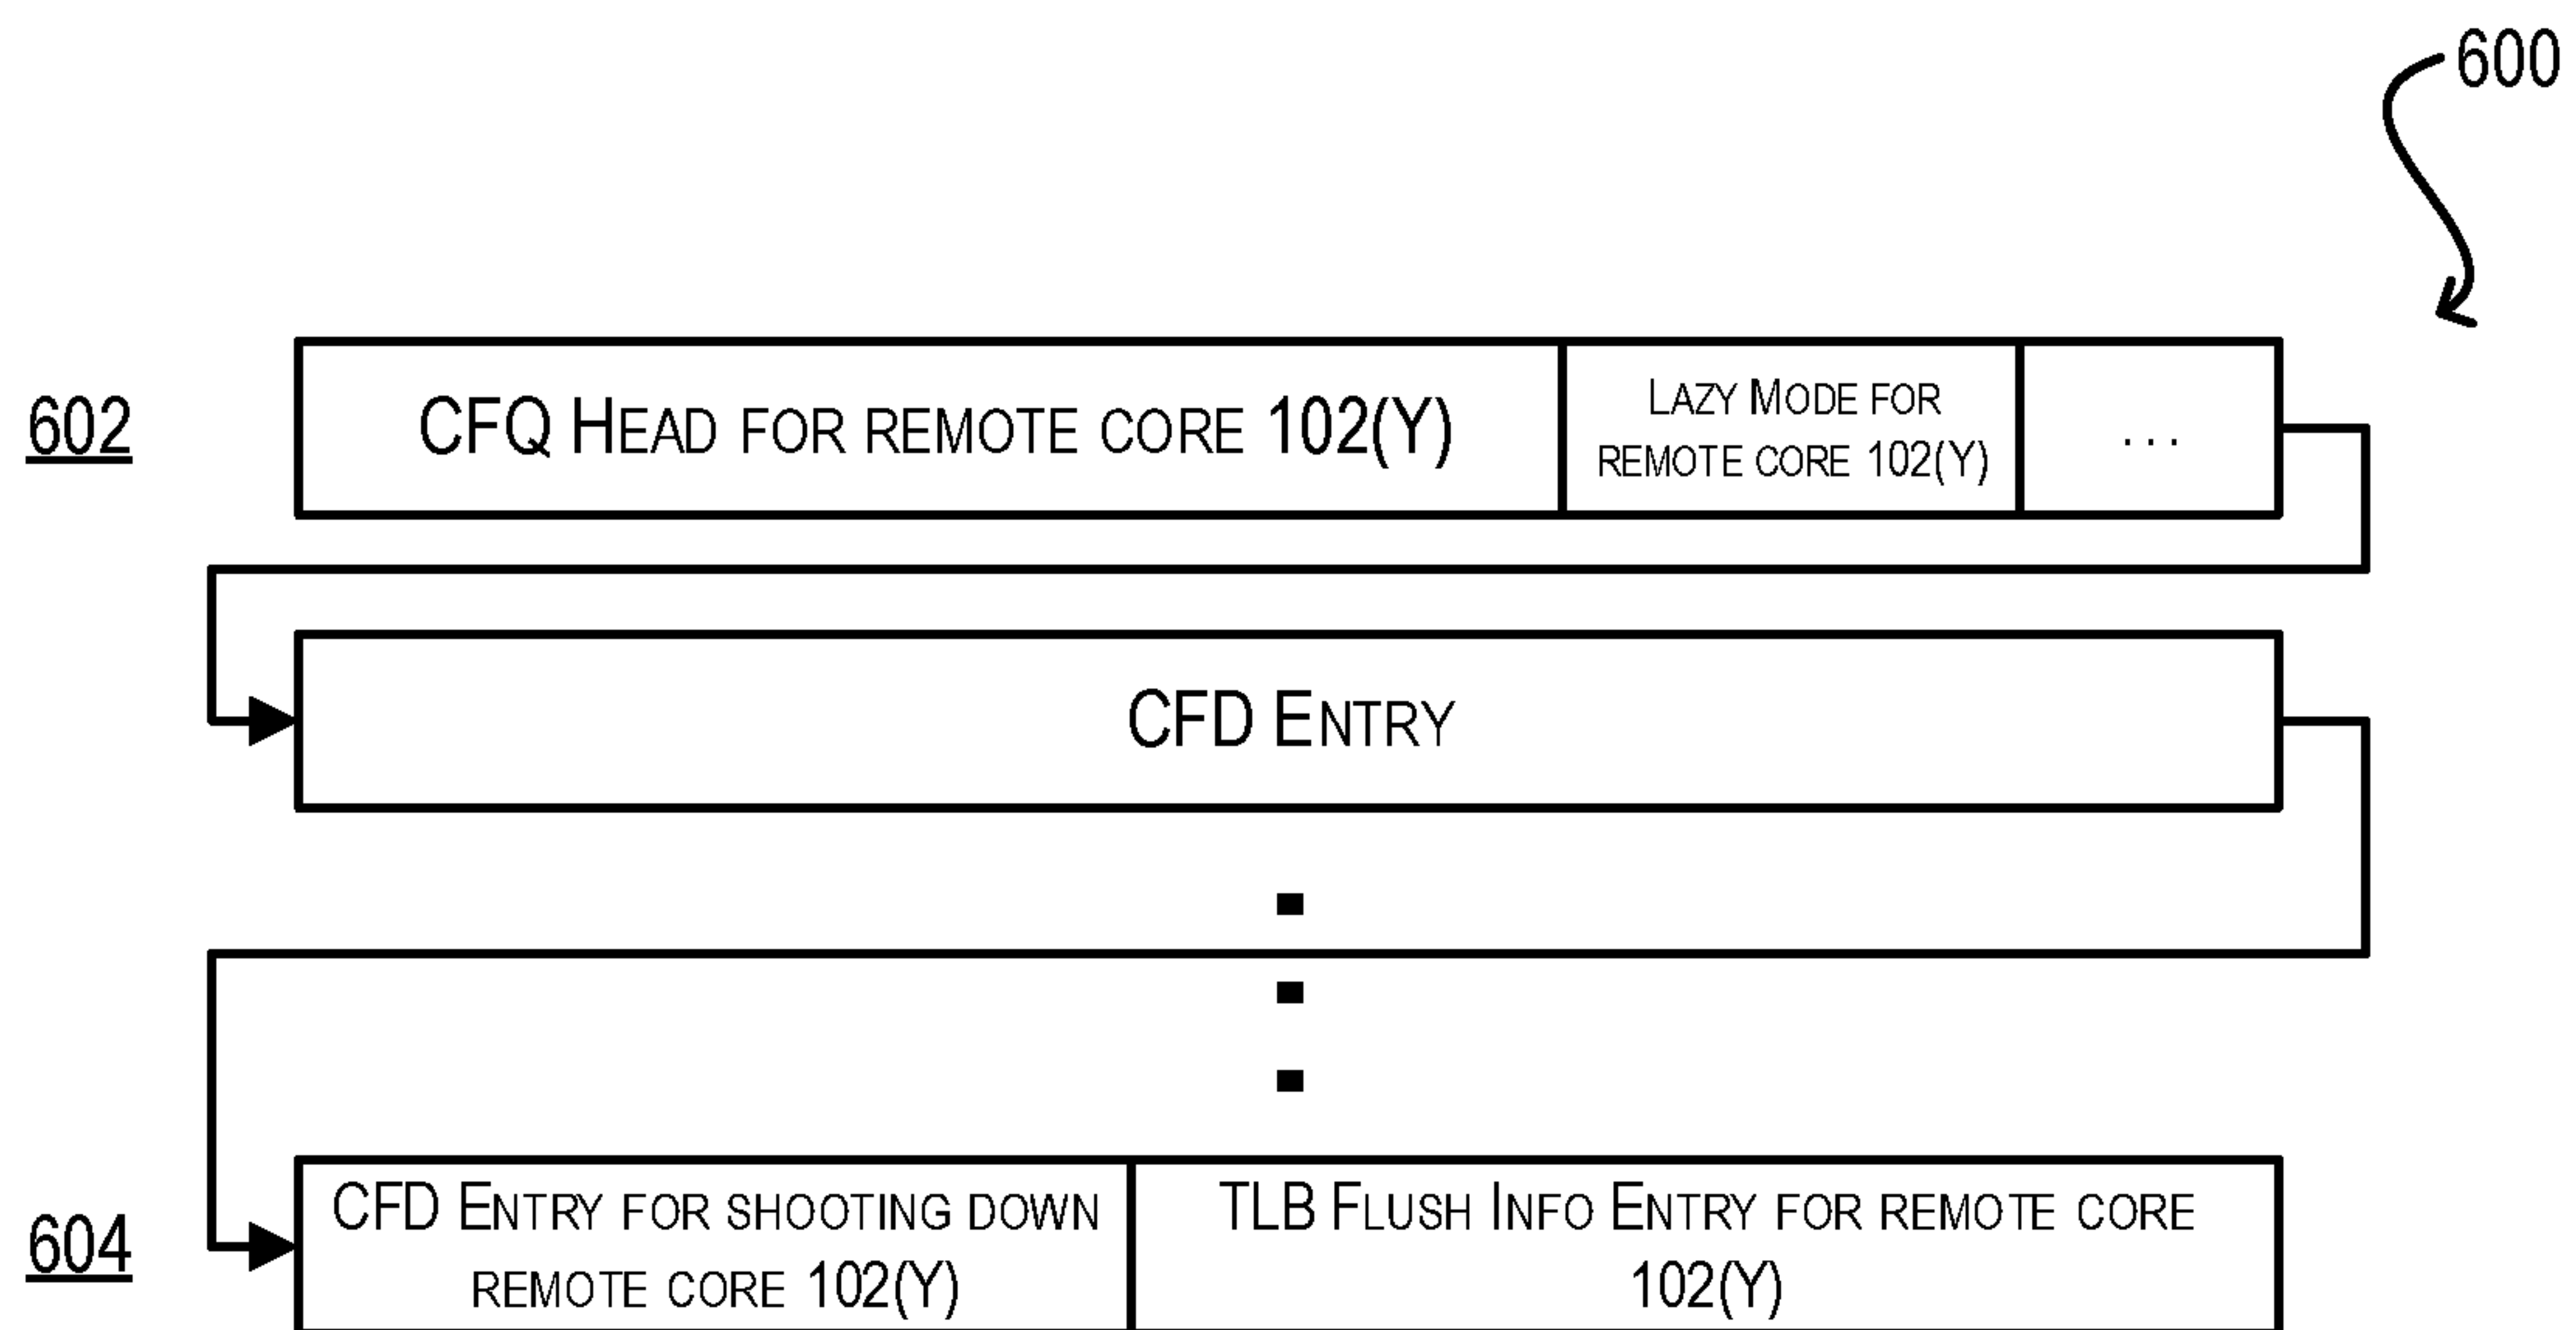 600
602
CFQ HEAD FOR REMOTE CORE 102(Y)
LAZY MODE FOR
REMOTE CORE 102(Y)
...
CFD ENTRY
604
CFD ENTRY FOR SHOOTING DOWN
REMOTE CORE 102(Y)
TLB FLUSH INFO ENTRY FOR REMOTE CORE
102(Y)